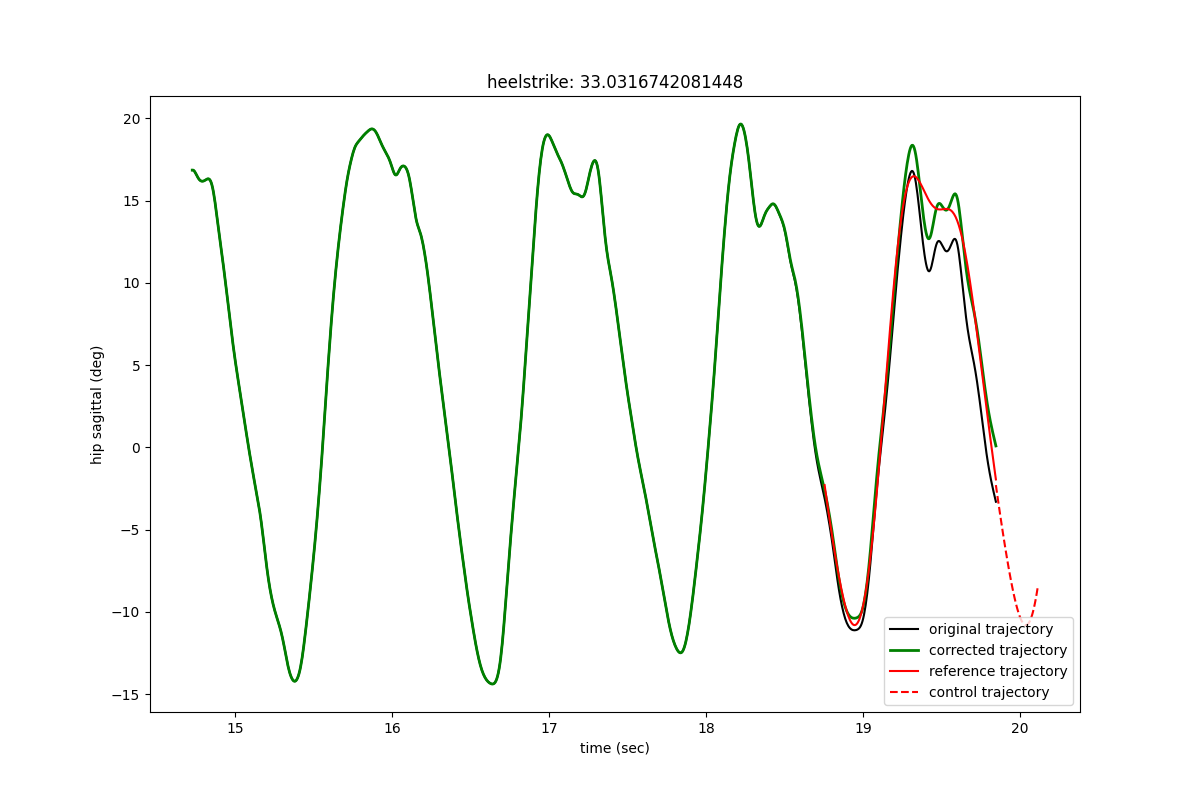 heelstrike: 33.0316742081448
20
15
10
5
0
−5
−10
−15
hip sagittal (deg)
original trajectory
corrected trajectory
reference trajectory
control trajectory
15 16 17 18 19 20
time (sec)